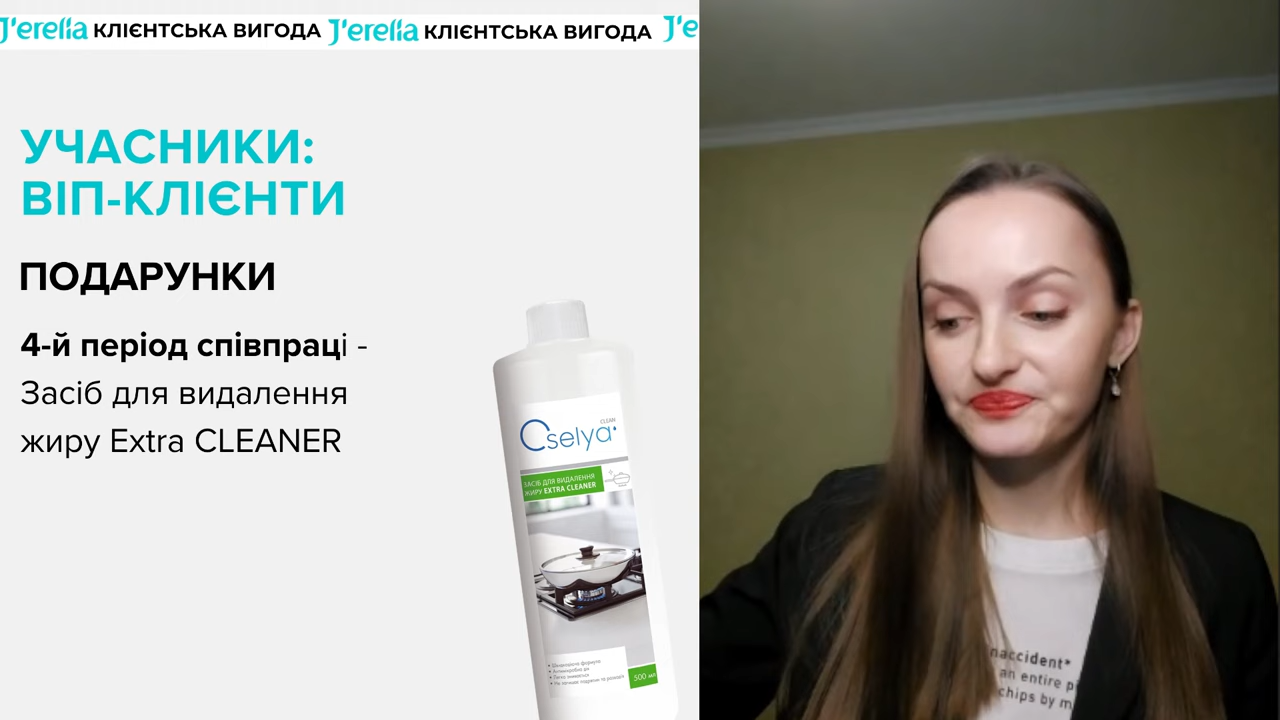 J'erelia КЛІЄНТСЬКА ВИГОДА J'erelia КЛІЄНТСЬКА ВИГОДА J'e
УЧАСНИКИ:
ВІП-КЛІЄНТИ
ПОДАРУНКИ
4-й період співпраці -
Засіб для видалення
жиру Extra CLEANER
CLEAN
Oselya
ЗАСІБ ДЛЯ ВИДАЛЕННЯ
ЖИРУ EXTRA CLEANER
500 мл
naccident*
an entire p
chips by m